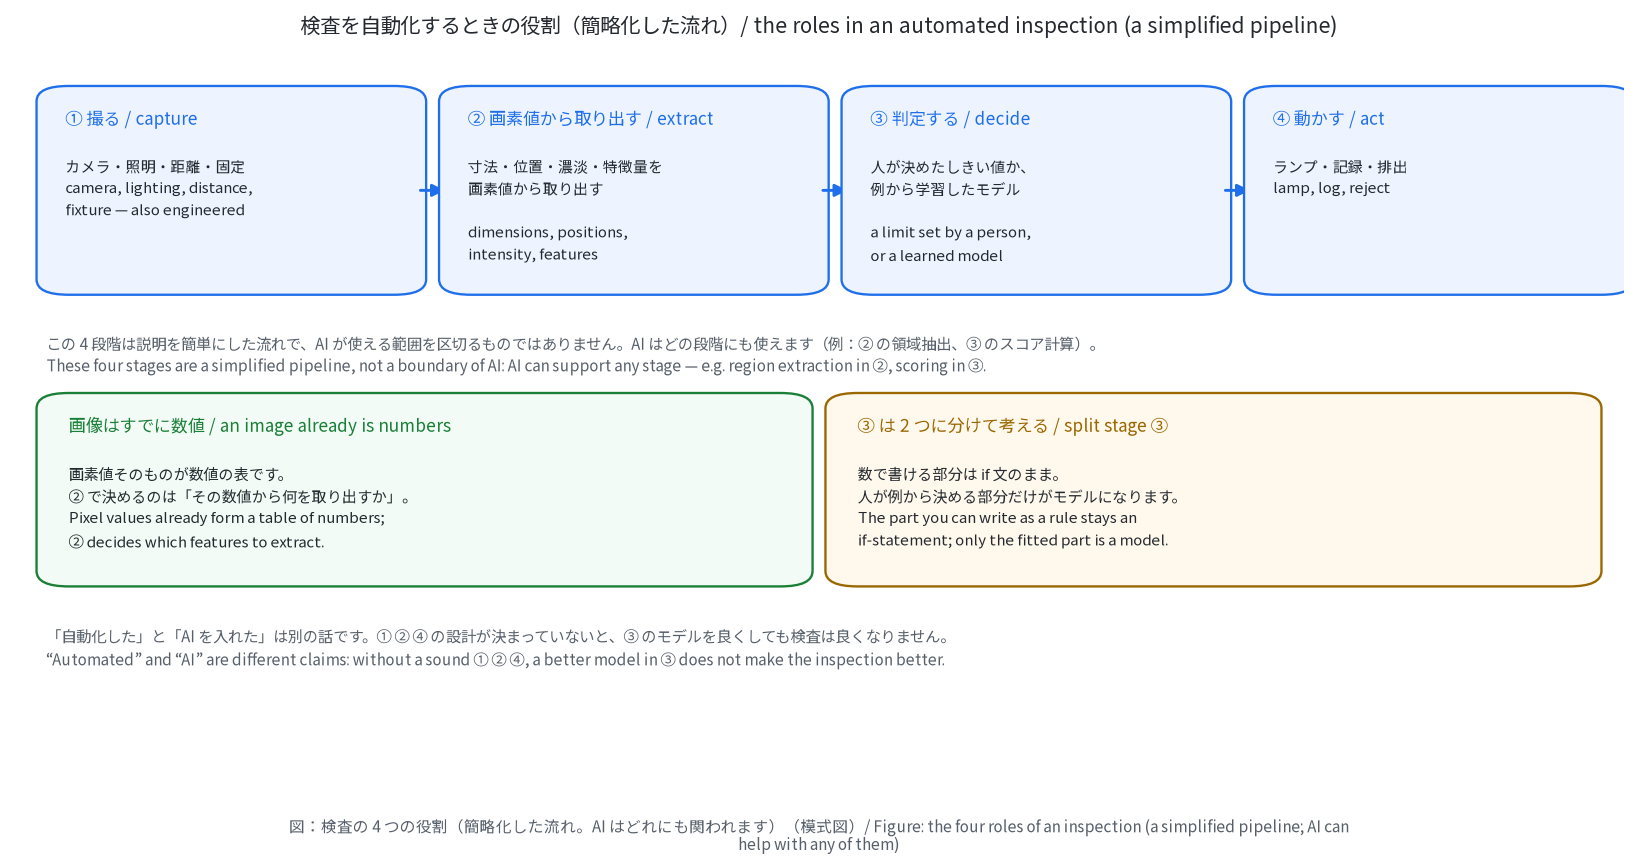 検査を自動化するときの役割（簡略化した流れ）/ the roles in an automated inspection (a simplified pipeline)
① 撮る / capture
カメラ・照明・距離・固定
camera, lighting, distance,
fixture — also engineered
② 画素値から取り出す / extract
寸法・位置・濃淡・特徴量を
画素値から取り出す
dimensions, positions,
intensity, features
③ 判定する / decide
人が決めたしきい値か、
例から学習したモデル
a limit set by a person,
or a learned model
④ 動かす / act
ランプ・記録・排出
lamp, log, reject
この 4 段階は説明を簡単にした流れで、AI が使える範囲を区切るものではありません。AI はどの段階にも使えます（例：② の領域抽出、③ のスコア計算）。
These four stages are a simplified pipeline, not a boundary of AI: AI can support any stage — e.g. region extraction in ②, scoring in ③.
画像はすでに数値 / an image already is numbers
画素値そのものが数値の表です。
② で決めるのは「その数値から何を取り出すか」。
Pixel values already form a table of numbers;
② decides which features to extract.
③ は 2 つに分けて考える / split stage ③
数で書ける部分は if 文のまま。
人が例から決める部分だけがモデルになります。
The part you can write as a rule stays an
if-statement; only the fitted part is a model.
「自動化した」と「AI を入れた」は別の話です。① ② ④ の設計が決まっていないと、③ のモデルを良くしても検査は良くなりません。
“Automated” and “AI” are different claims: without a sound ① ② ④, a better model in ③ does not make the inspection better.
図：検査の 4 つの役割（簡略化した流れ。AI はどれにも関われます）（模式図）/ Figure: the four roles of an inspection (a simplified pipeline; AI can
help with any of them)